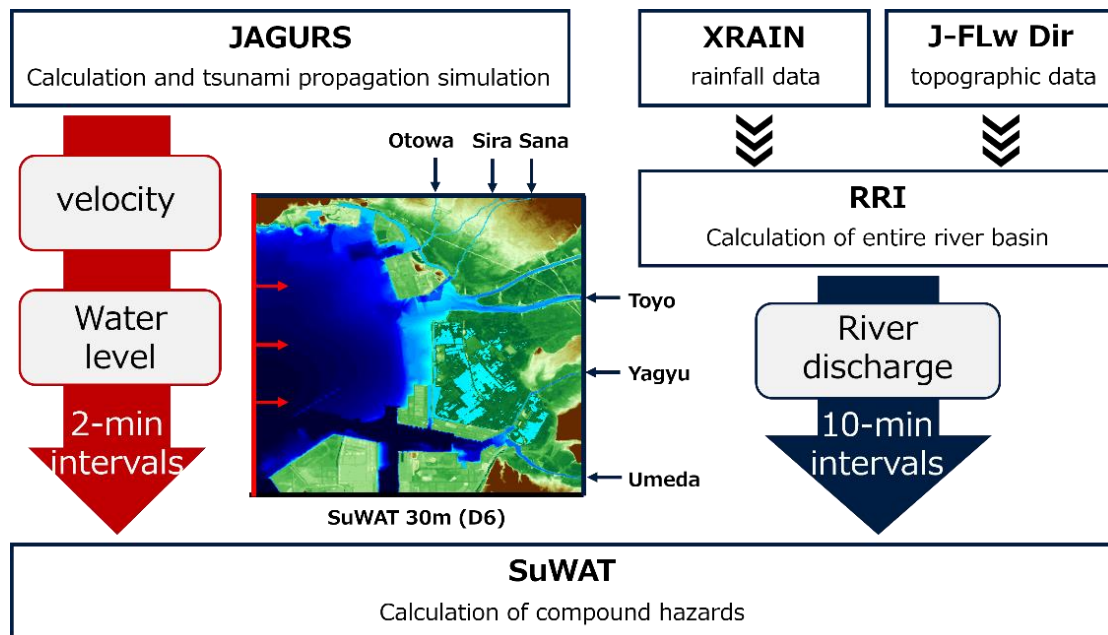 JAGURS
Calculation and tsunami propagation simulation
XRAIN
rainfall data
J-FLw Dir
topographic data
velocity
Water
level
2-min
intervals
Otowa
Sira
Sana
Toyo
Yagyu
Umeda
SuWAT 30m (D6)
RRI
Calculation of entire river basin
River
discharge
10-min
intervals
SuWAT
Calculation of compound hazards